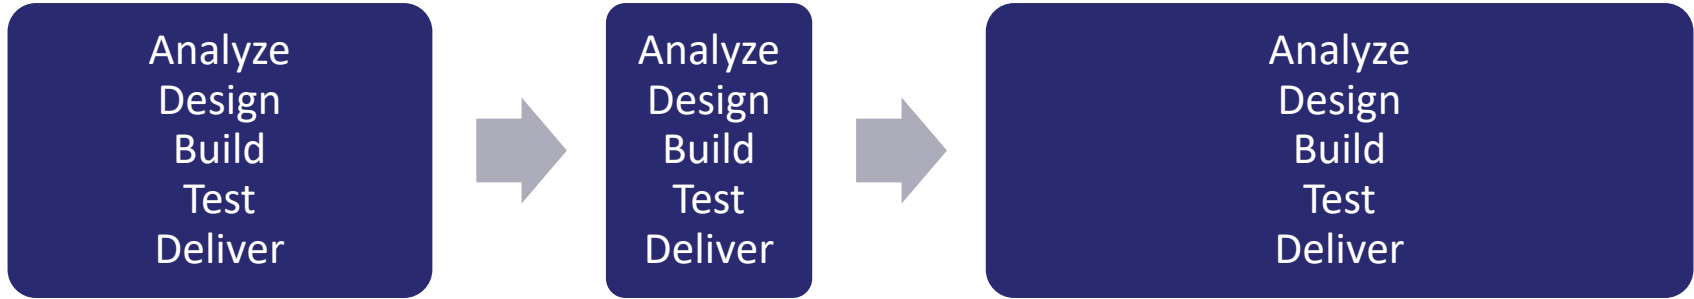 Analyze
Design
Build
Test
Deliver
Analyze
Design
Build
Test
Deliver
Analyze
Design
Build
Test
Deliver